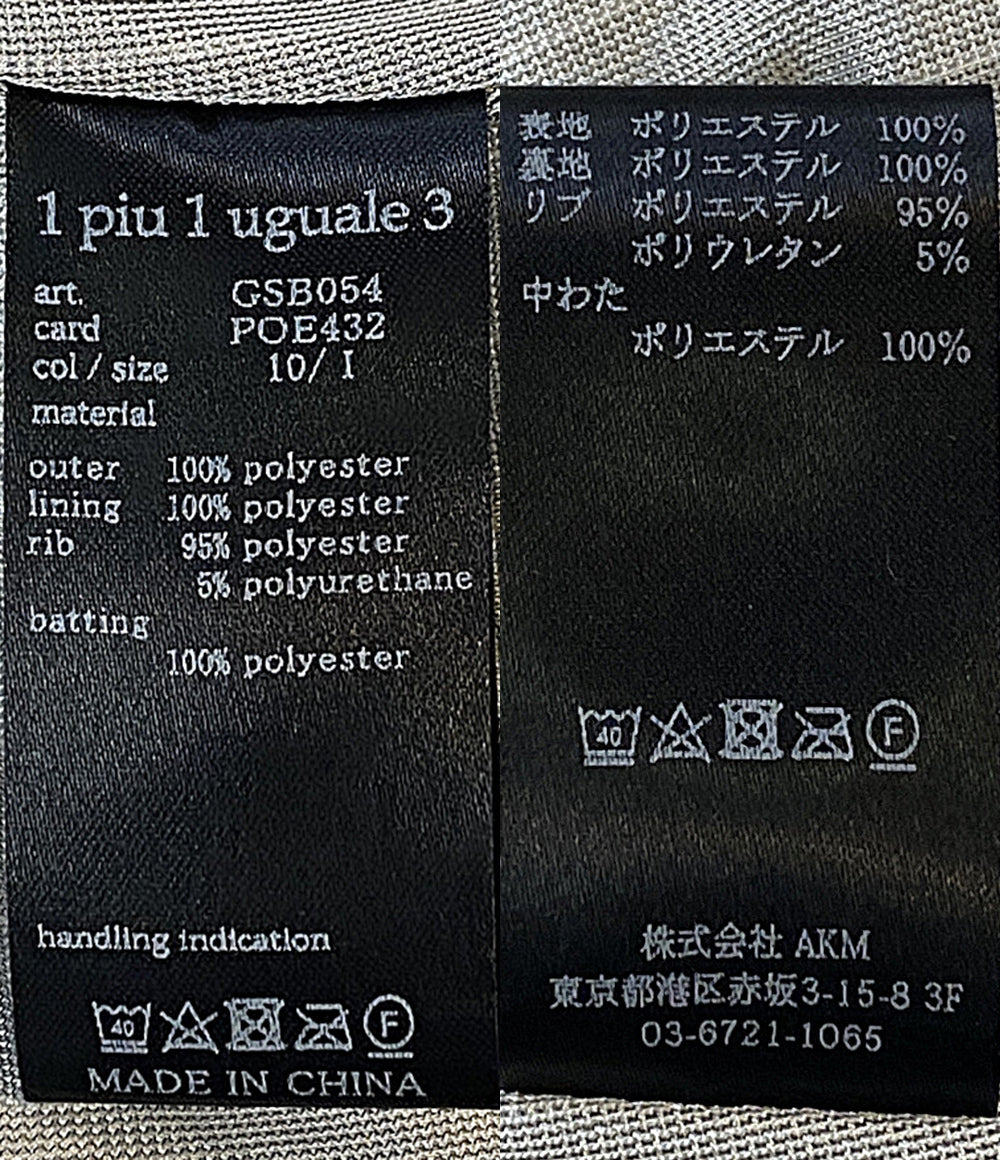 1 piu 1 uguale 3
art. GSB054
card POE432
col / size 10/ I
material
outer 100% polyester
lining 100% polyester
rib 95% polyester
5% polyurethane
batting
100% polyester
handling indication
40 F
MADE IN CHINA
表地 ポリエステル 100%
裏地 ポリエステル 100%
リブ ポリエステル 95%
ポリウレタン 5%
中わた
ポリエステル 100%
40 F
株式会社 AKM
東京都港区赤坂3-15-8 3F
03-6721-1065